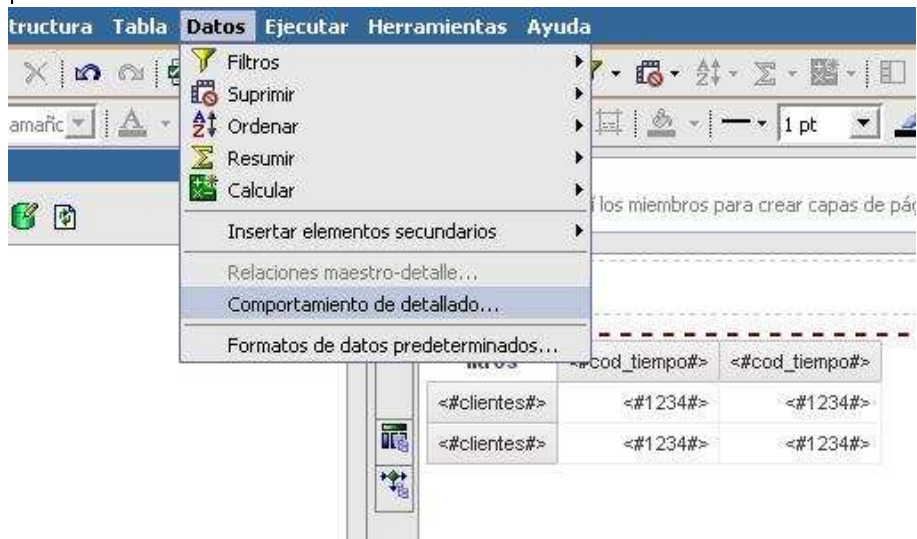 tructura Tabla Datos Ejecutar Herramientas Ayuda
Filtros
Suprimir
amañc
Ordenar
1 pt
Resumir
Calcular
í los miembros para crear capas de pág
Insertar elementos secundarios
Relaciones maestro-detalle...
Comportamiento de detallado...
Formatos de datos predeterminados...
<#cod_tiempo#> <#cod_tiempo#>
<#clientes#> <#1234#> <#1234#>
<#clientes#> <#1234#> <#1234#>